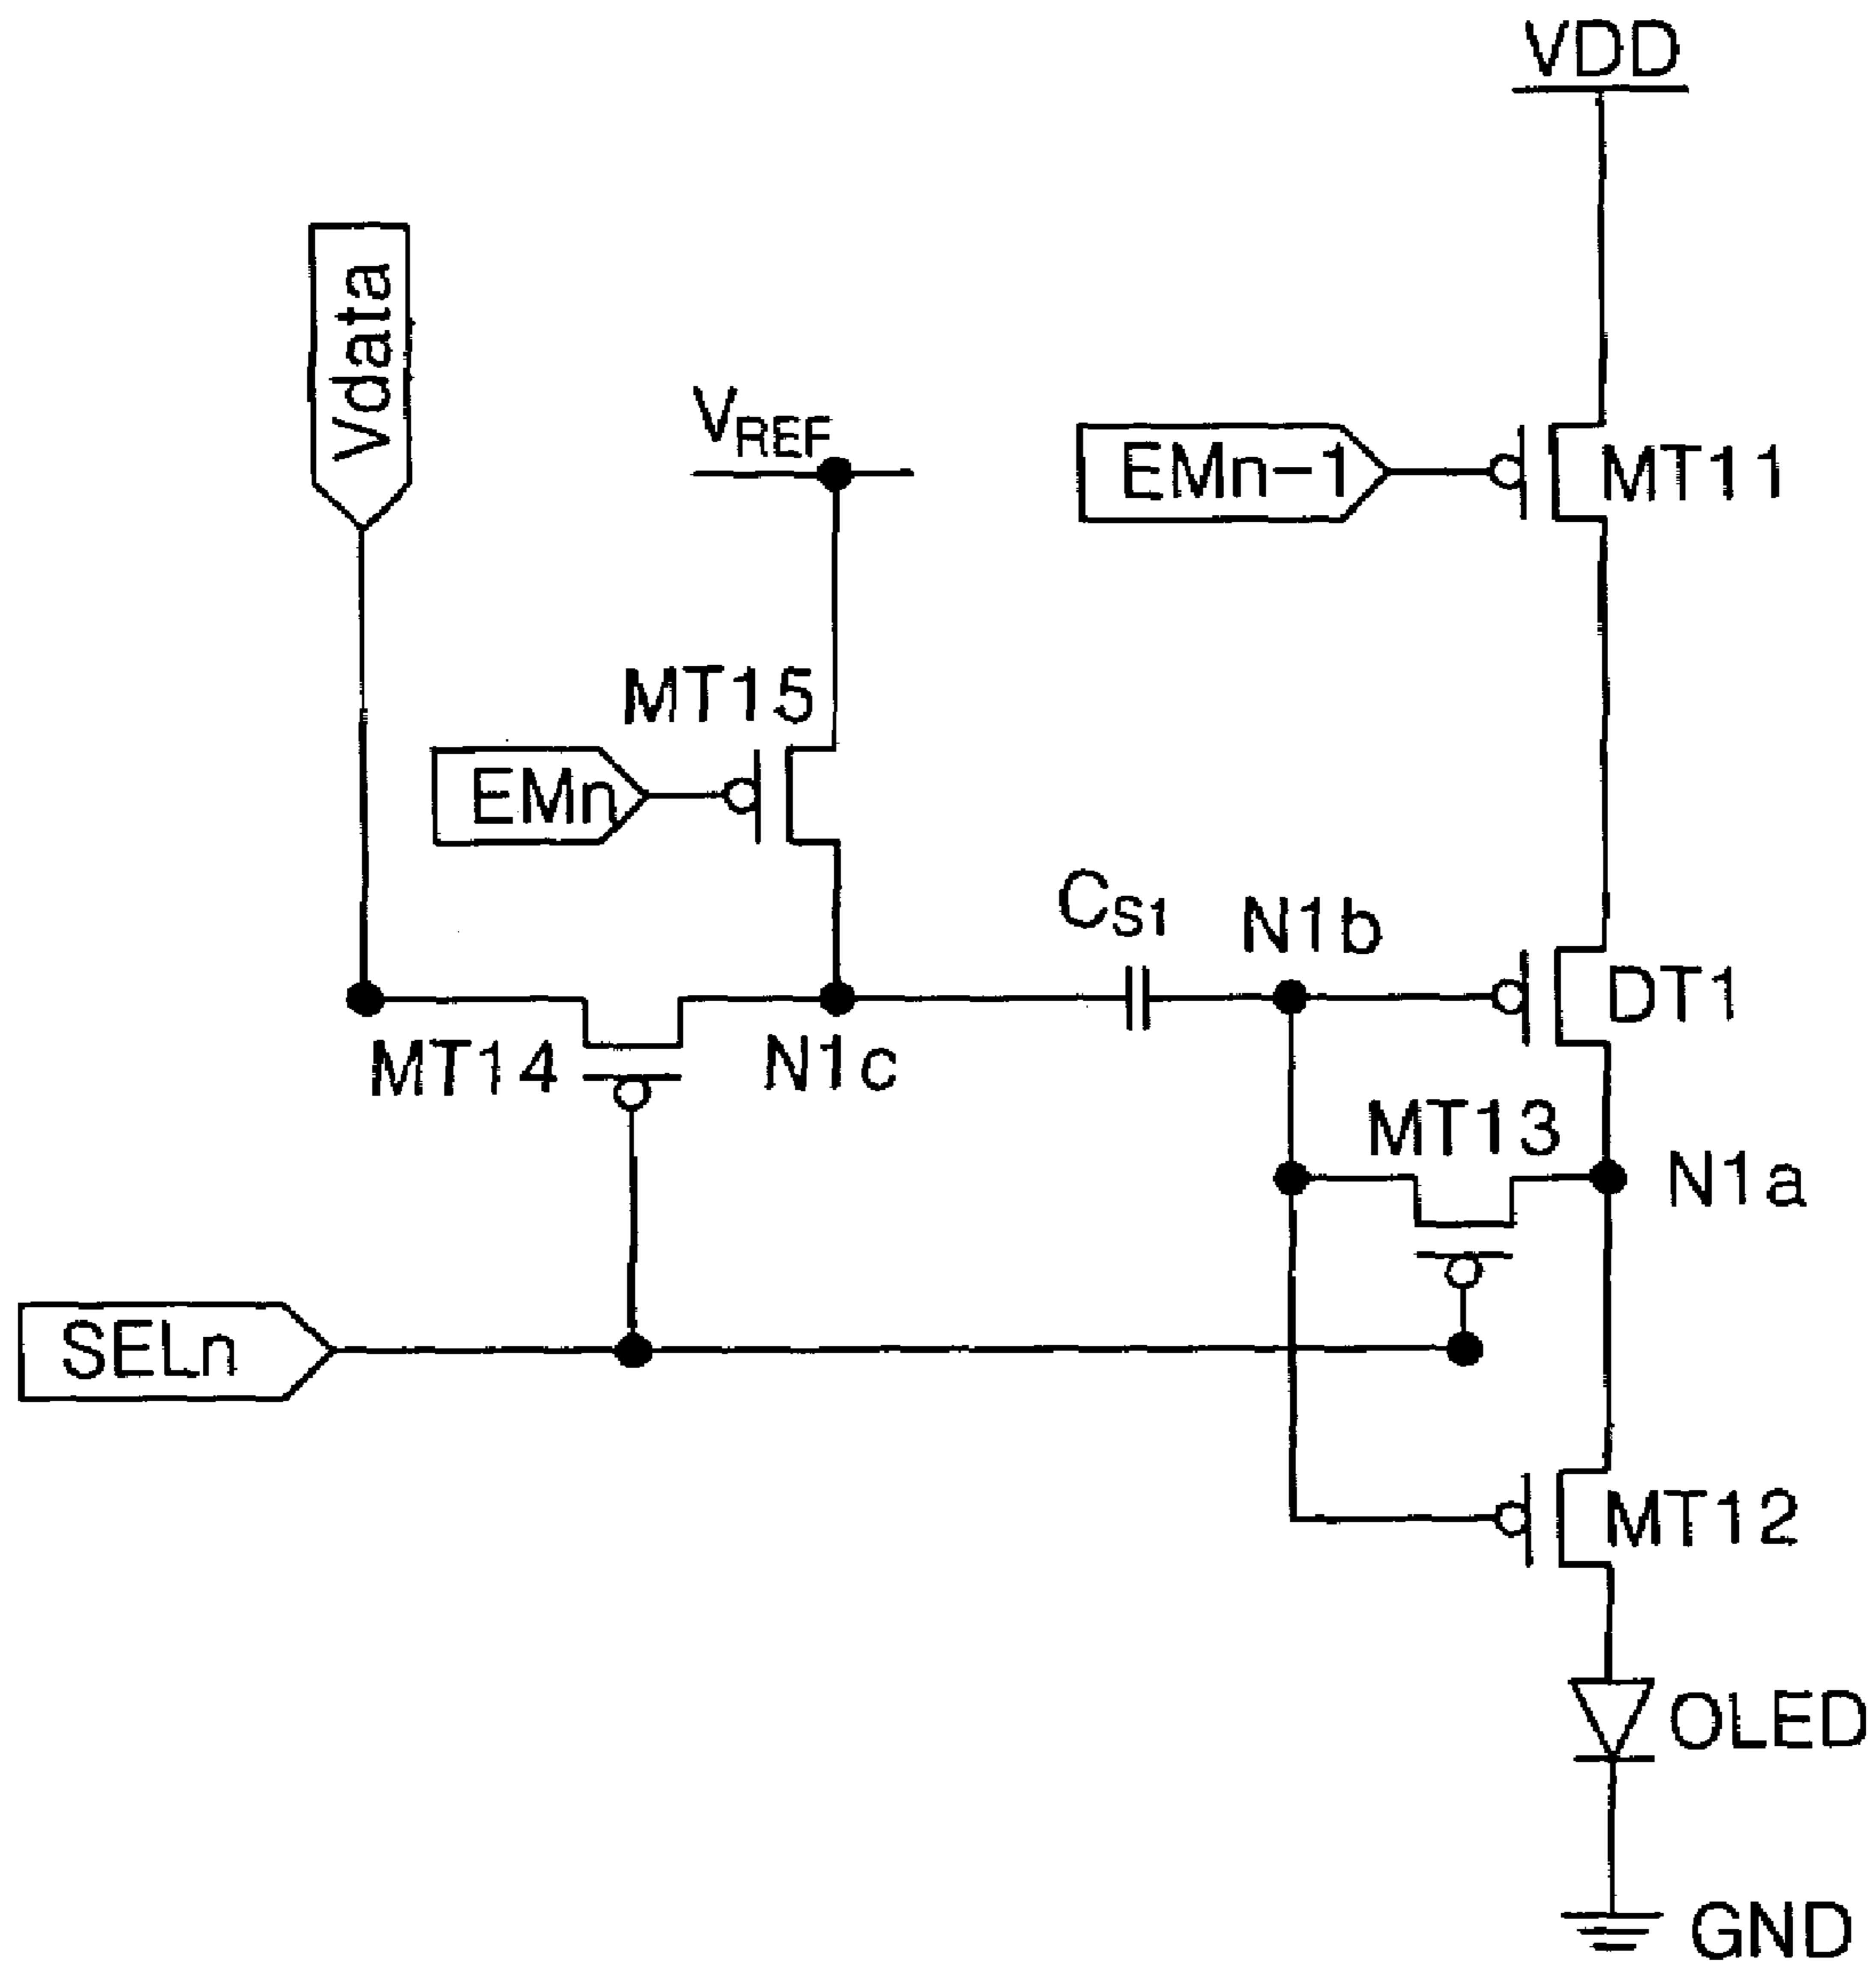 VDD
Vdata
VREF
EMn-1
MT11
MT15
EMn
CS1
N1b
DT1
MT14
N1c
MT13
N1a
SELn
MT12
OLED
GND